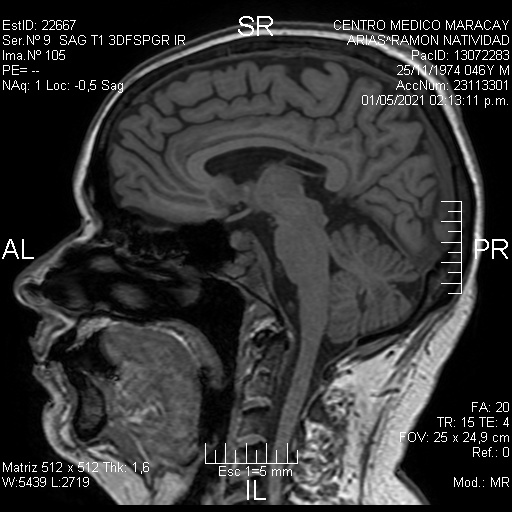 EstID: 22667
Ser.Nº 9 SAG T1 3DFSPGR IR
Ima.Nº 105
PE= --
NAq: 1 Loc: -0,5 Sag
SR
CENTRO MEDICO MARACAY
ARIAS^RAMON NATIVIDAD
PacID: 13072283
25/11/1974 046Y M
AccNum: 23113301
01/05/2021 02:13:11 p.m.
AL
PR
FA: 20
TR: 15 TE: 4
FOV: 25 x 24,9 cm
Ref.: 0
Mod.: MR
Matriz 512 x 512 Thk: 1,6
W:5439 L:2719
Esc 1=5 mm
IL